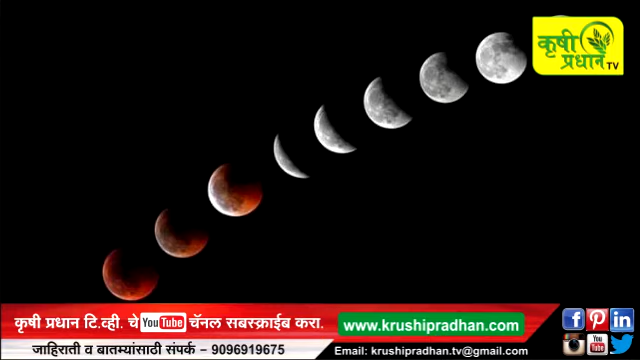 कृषी
प्रधान TV
कृषी प्रधान टि.व्ही. चे YouTube चॅनल सबस्क्राईब करा.
www.krushipradhan.com
जाहिराती व बातम्यांसाठी संपर्क – 9096919675
Email: krushipradhan.tv@gmail.com
You
Tube